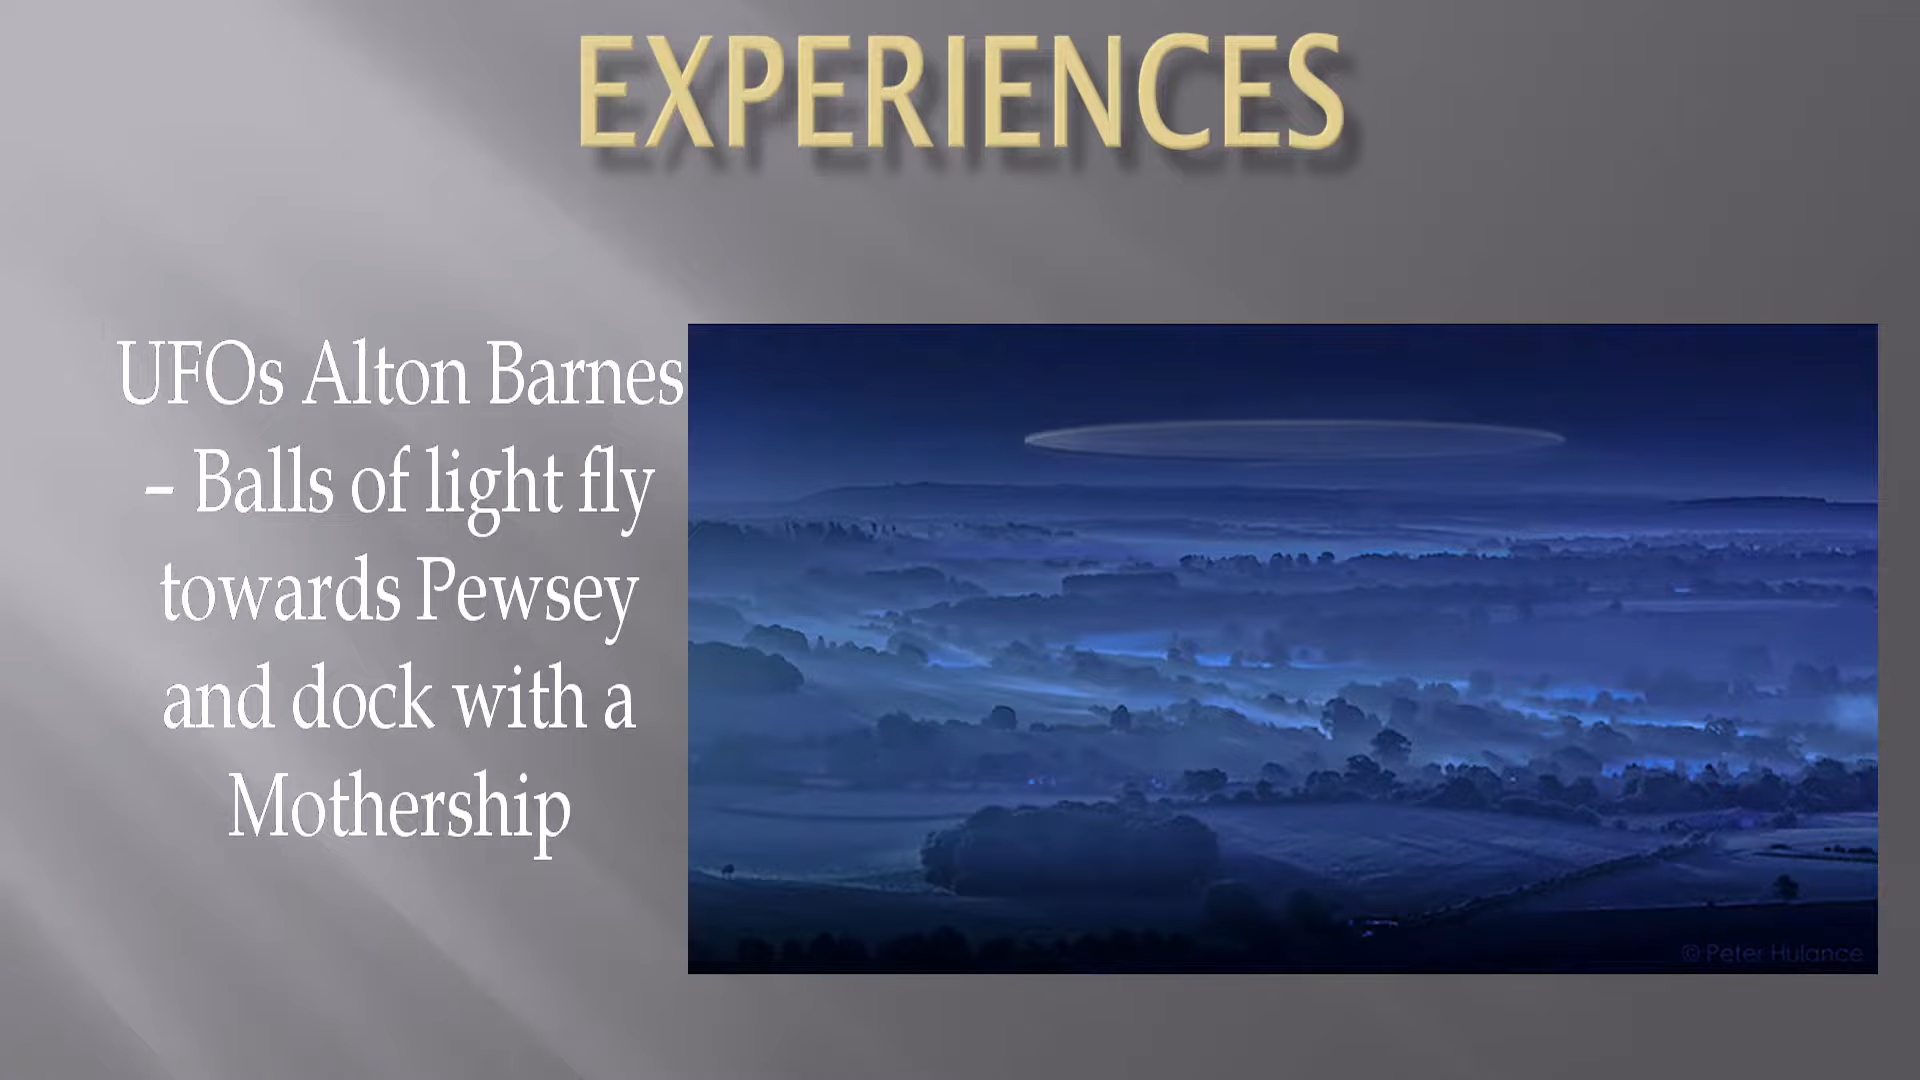 EXPERIENCES
UFOs Alton Barnes
– Balls of light fly
towards Pewsey
and dock with a
Mothership
© Peter Hulance